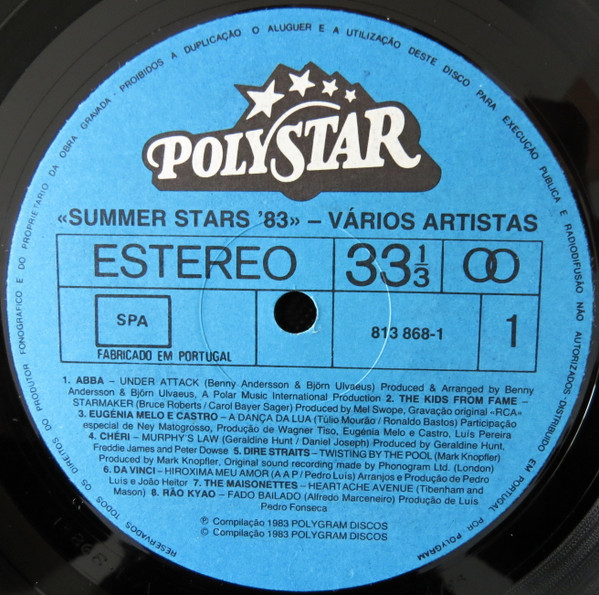 RESERVADOS TODOS OS DIREITOS DO PRODUTOR FONOGRÁFICO E DO PROPRIETÁRIO DA OBRA GRAVADA - PROIBIDOS A DUPLICAÇÃO O ALUGUER E A UTILIZAÇÃO DESTE DISCO PARA EXECUÇÃO PÚBLICA E RADIODIFUSÃO NÃO AUTORIZADOS - DISTRIBUIDO EM PORTUGAL POR POLYGRAM
POLYSTAR
«SUMMER STARS '83» – VÁRIOS ARTISTAS
ESTEREO 33 1/3
SPA 813 868-1 1
FABRICADO EM PORTUGAL
1. ABBA – UNDER ATTACK (Benny Andersson & Björn Ulvaeus) Produced & Arranged by Benny
Andersson & Björn Ulvaeus, A Polar Music International Production 2. THE KIDS FROM FAME –
STARMAKER (Bruce Roberts / Carol Bayer Sager) Produced by Mel Swope, Gravação original «RCA»
3. EUGÉNIA MELO E CASTRO – A DANÇA DA LUA (Túlio Mourão / Ronaldo Bastos) Participação
especial de Ney Matogrosso, Produção de Wagner Tiso, Eugénia Melo e Castro, Luís Pereira
4. CHÉRI – MURPHY'S LAW (Geraldine Hunt / Daniel Joseph) Produced by Geraldine Hunt,
Freddie James and Peter Dowse 5. DIRE STRAITS – TWISTING BY THE POOL (Mark Knopfler)
Produced by Mark Knopfler, Original sound recording made by Phonogram Ltd. (London)
6. DA VINCI – HIROXIMA MEU AMOR (A A P / Pedro Luís) Arranjos e Produção de Pedro
Luís e João Heitor 7. THE MAISONETTES – HEARTACHE AVENUE (Tibenham and
Mason) 8. RÃO KYAO – FADO BAILADO (Alfredo Marceneiro) Produção de Luís
Pedro Fonseca
℗ Compilação 1983 POLYGRAM DISCOS
© Compilação 1983 POLYGRAM DISCOS